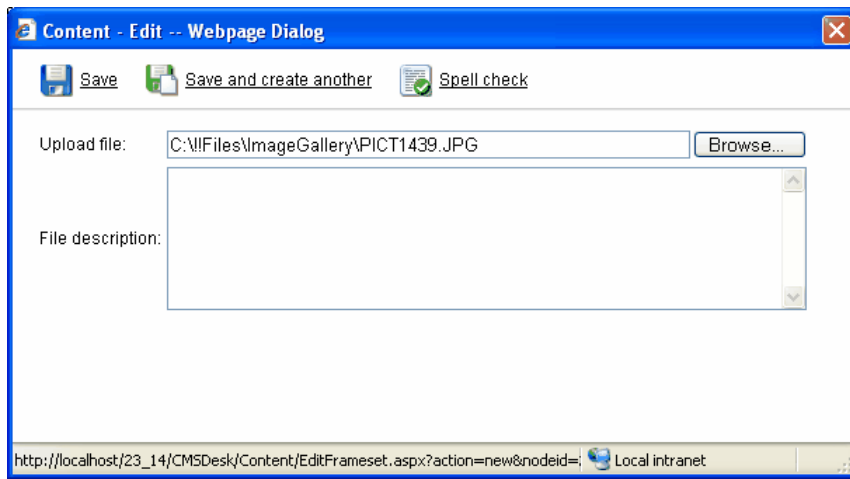 Content - Edit -- Webpage Dialog
Save Save and create another Spell check
Upload file: C:\!!Files\ImageGallery\PICT1439.JPG Browse...
File description:
http://localhost/23_14/CMSDesk/Content/EditFrameset.aspx?action=new&nodeid=: Local intranet